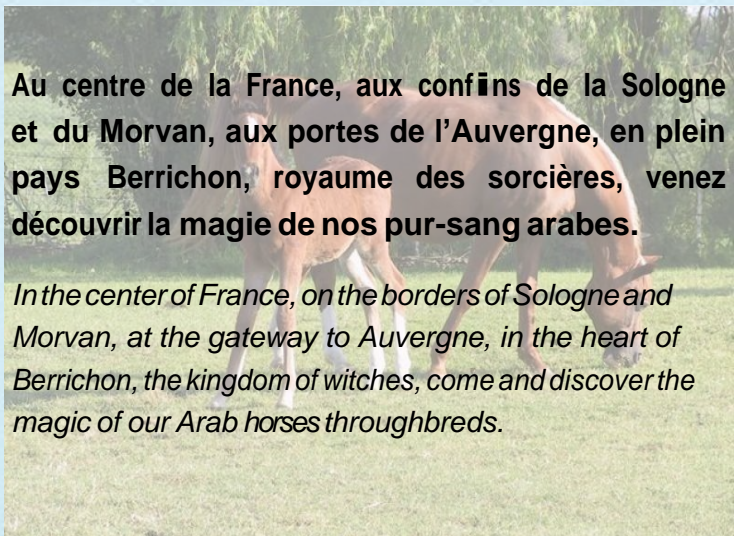 Au centre de la France, aux confins de la Sologne
et du Morvan, aux portes de l’Auvergne, en plein
pays Berrichon, royaume des sorcières, venez
découvrir la magie de nos pur-sang arabes.
In the center of France, on the borders of Sologne and
Morvan, at the gateway to Auvergne, in the heart of
Berrichon, the kingdom of witches, come and discover the
magic of our Arab horses throughbreds.